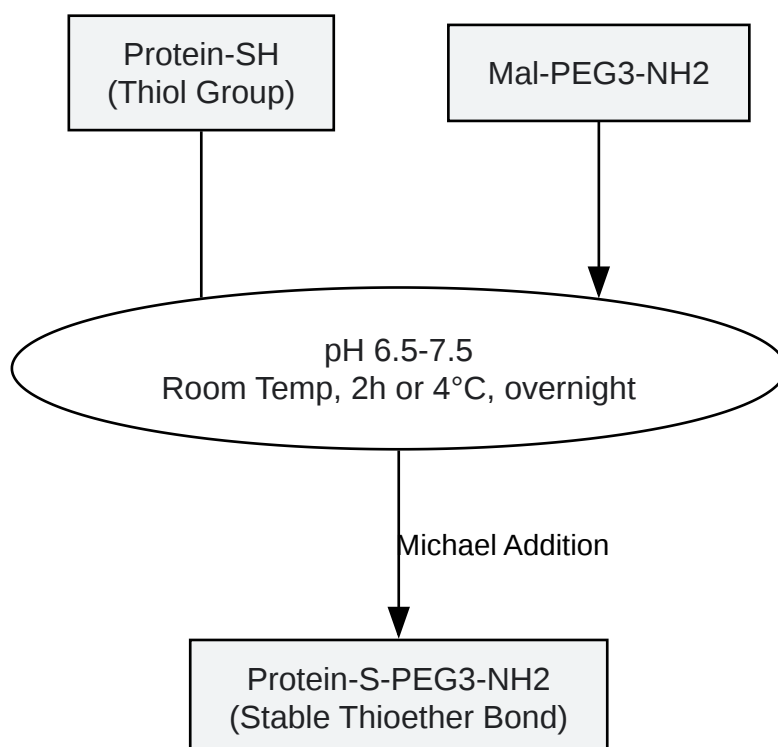 Protein-SH
(Thiol Group)
Mal-PEG3-NH2
pH 6.5-7.5
Room Temp, 2h or 4°C, overnight
Michael Addition
Protein-S-PEG3-NH2
(Stable Thioether Bond)